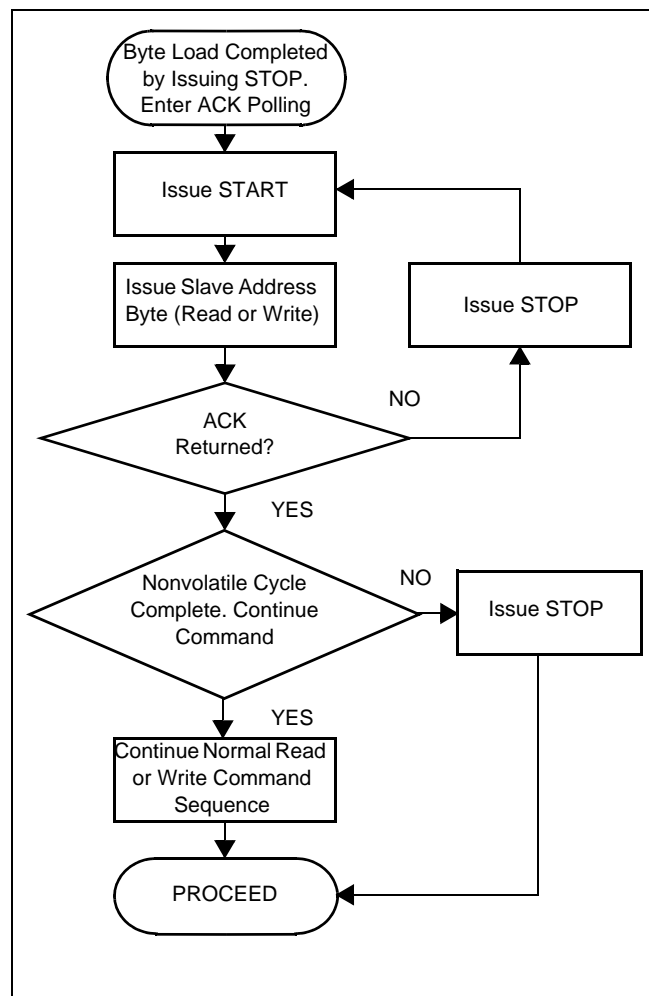 Byte Load Completed
by Issuing STOP.
Enter ACK Polling
Issue START
Issue Slave Address
Byte (Read or Write)
Issue STOP
NO
ACK
Returned?
YES
NO
Nonvolatile Cycle
Complete. Continue
Command
Issue STOP
YES
Continue Normal Read
or Write Command
Sequence
PROCEED